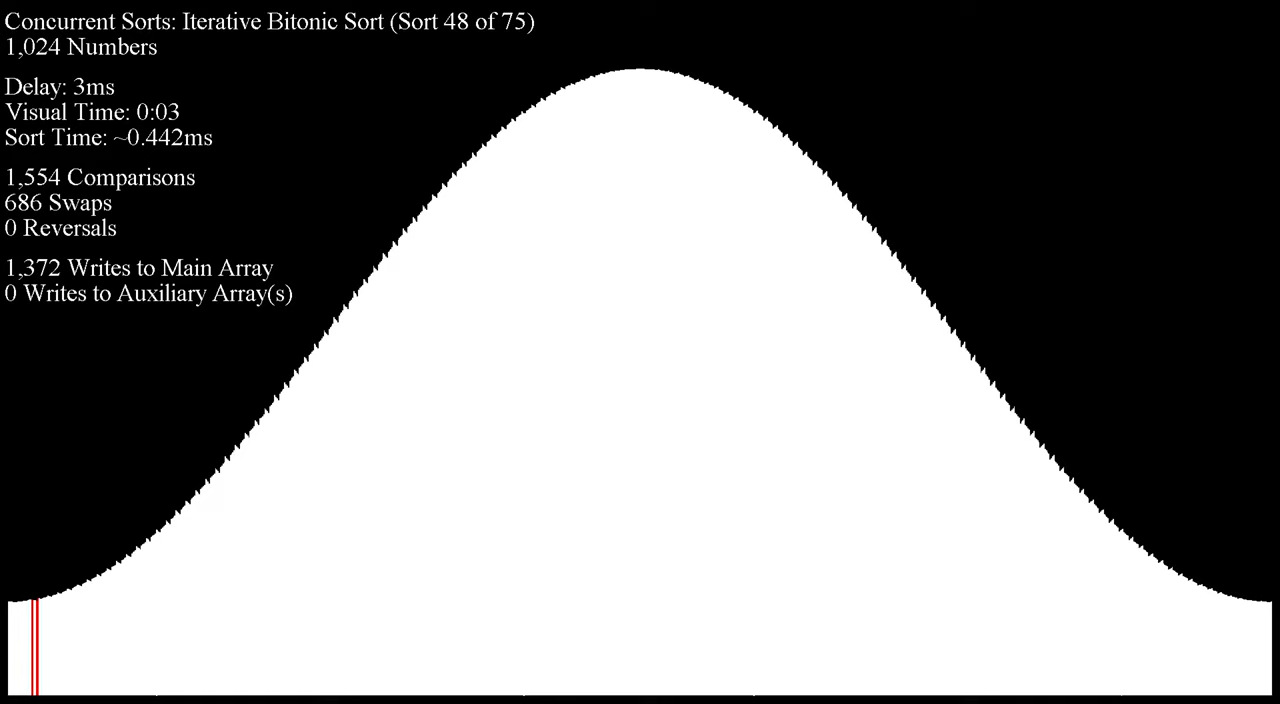 Concurrent Sorts: Iterative Bitonic Sort (Sort 48 of 75)
1,024 Numbers
Delay: 3ms
Visual Time: 0:03
Sort Time: ~0.442ms
1,554 Comparisons
686 Swaps
0 Reversals
1,372 Writes to Main Array
0 Writes to Auxiliary Array(s)